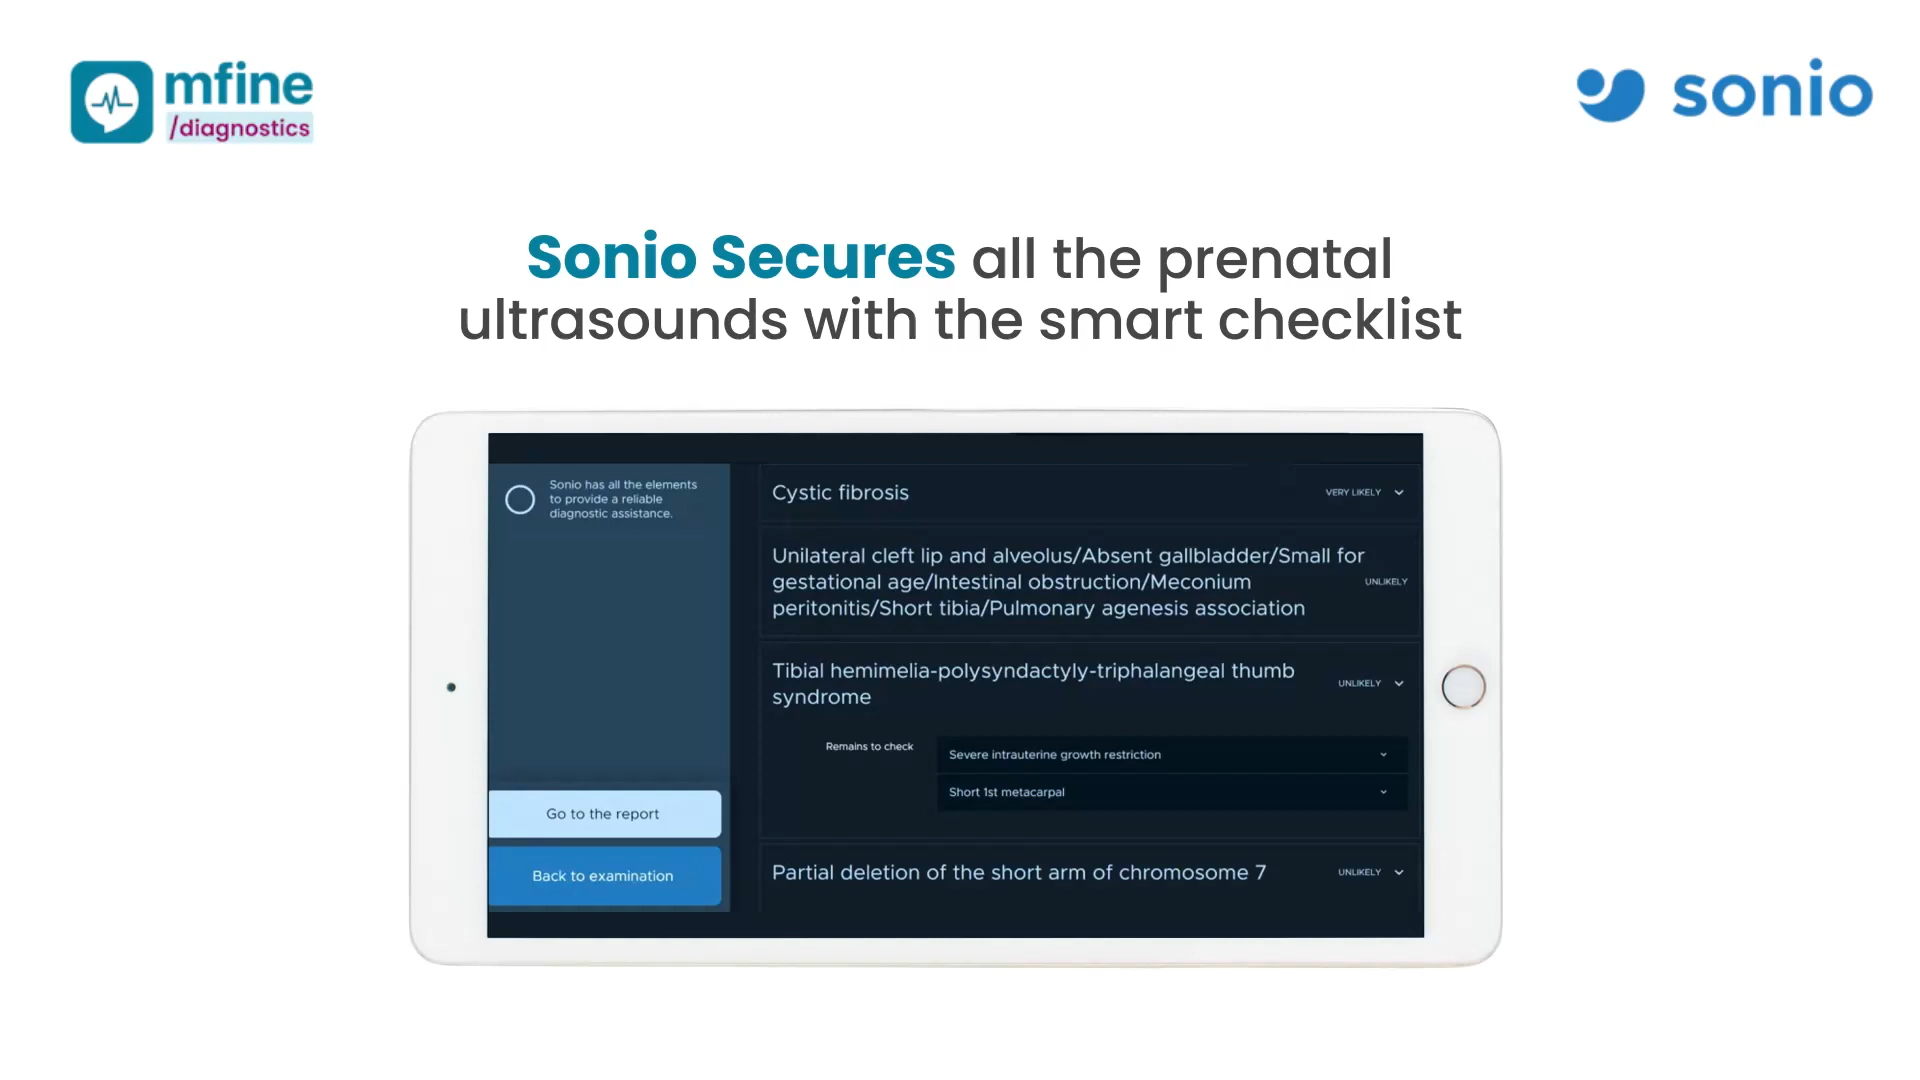 mfine
/diagnostics
sonio
Sonio Secures all the prenatal
ultrasounds with the smart checklist
Sonio has all the elements
to provide a reliable
diagnostic assistance.
Go to the report
Back to examination
Cystic fibrosis
VERY LIKELY
Unilateral cleft lip and alveolus/Absent gallbladder/Small for
gestational age/Intestinal obstruction/Meconium
peritonitis/Short tibia/Pulmonary agenesis association
UNLIKELY
Tibial hemimelia-polysyndactyly-triphalangeal thumb
syndrome
UNLIKELY
Remains to check
Severe intrauterine growth restriction
Short 1st metacarpal
Partial deletion of the short arm of chromosome 7
UNLIKELY